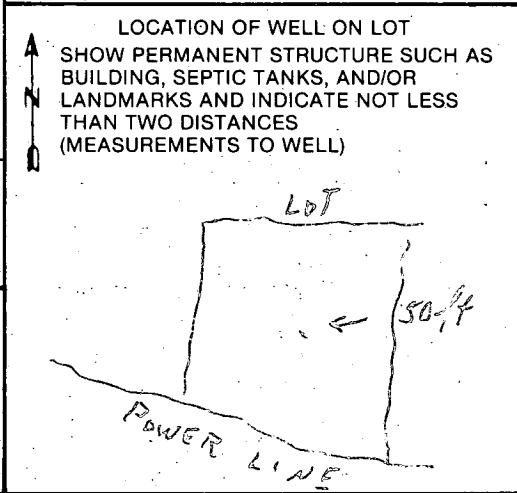 LOCATION OF WELL ON LOT
SHOW PERMANENT STRUCTURE SUCH AS
BUILDING, SEPTIC TANKS, AND/OR
N LANDMARKS AND INDICATE NOT LESS
THAN TWO DISTANCES
(MEASUREMENTS TO WELL)
LOT
50 ft
POWER LINE